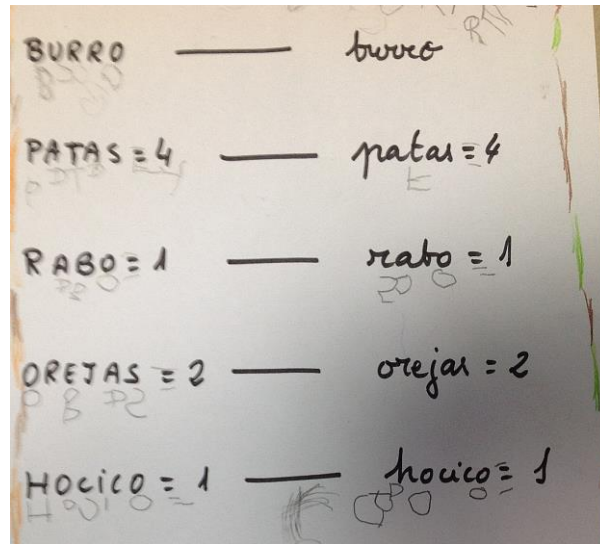 BURRO — burro
PATAS = 4 — patas = 4
RABO = 1 — rabo = 1
OREJAS = 2 — orejas = 2
HOCICO = 1 — hocico = 1